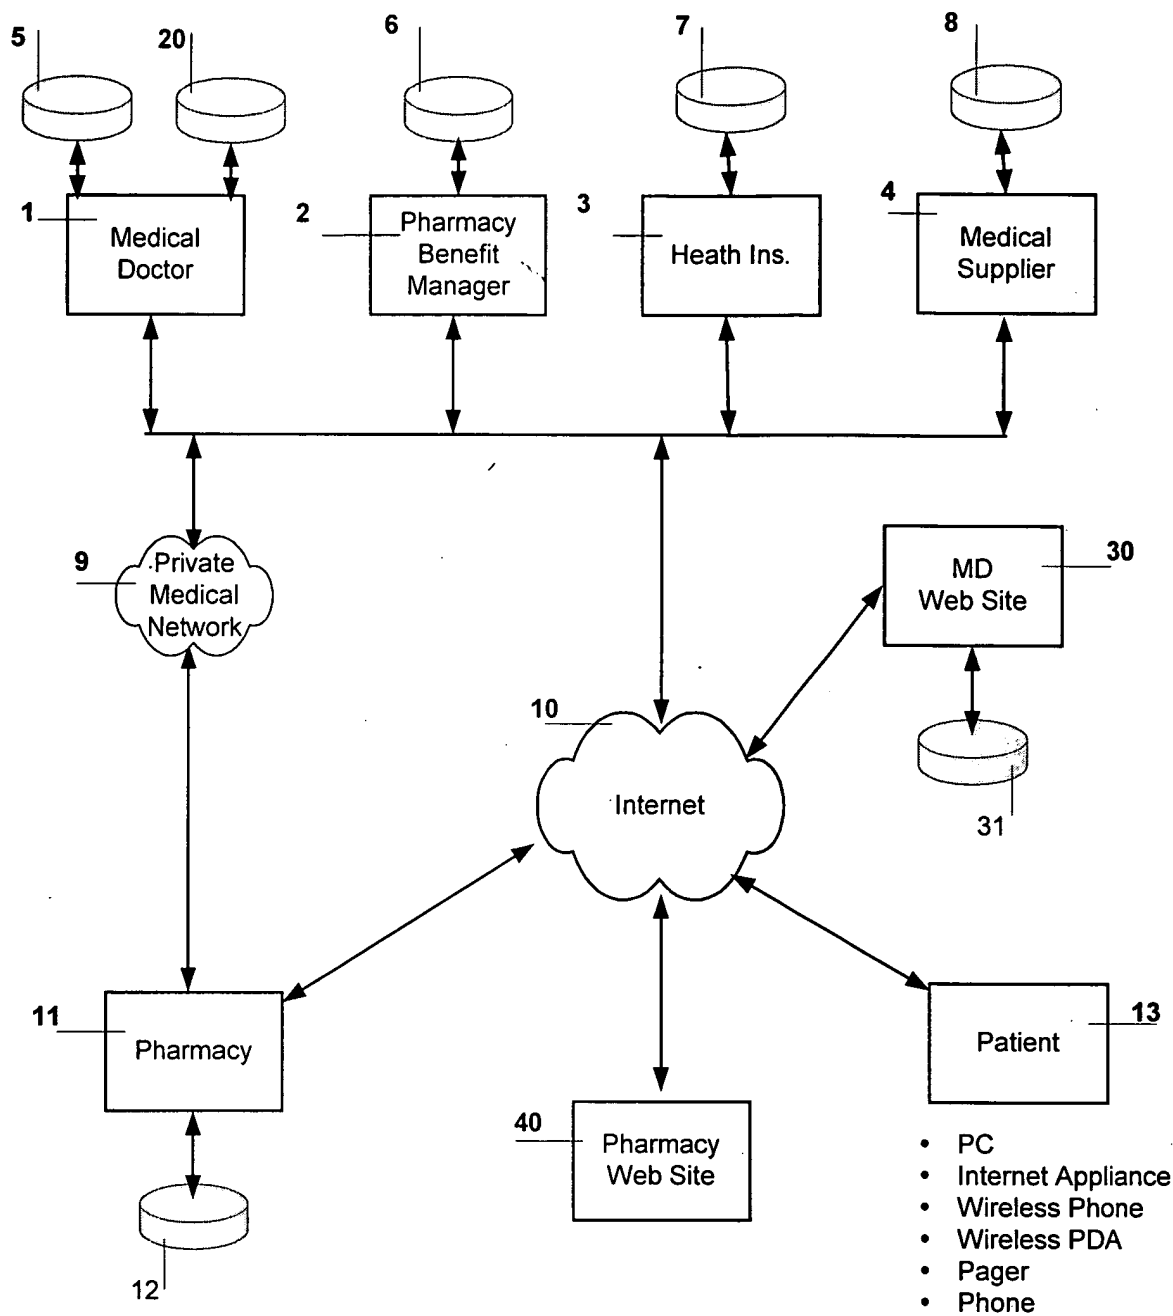 5
20
6
7
8
1
Medical
Doctor
2
Pharmacy
Benefit
Manager
3
Heath Ins.
4
Medical
Supplier
9
Private
Medical
Network
MD
Web Site
30
10
Internet
31
11
Pharmacy
Patient
13
40
Pharmacy
Web Site
12
• PC
• Internet Appliance
• Wireless Phone
• Wireless PDA
• Pager
• Phone